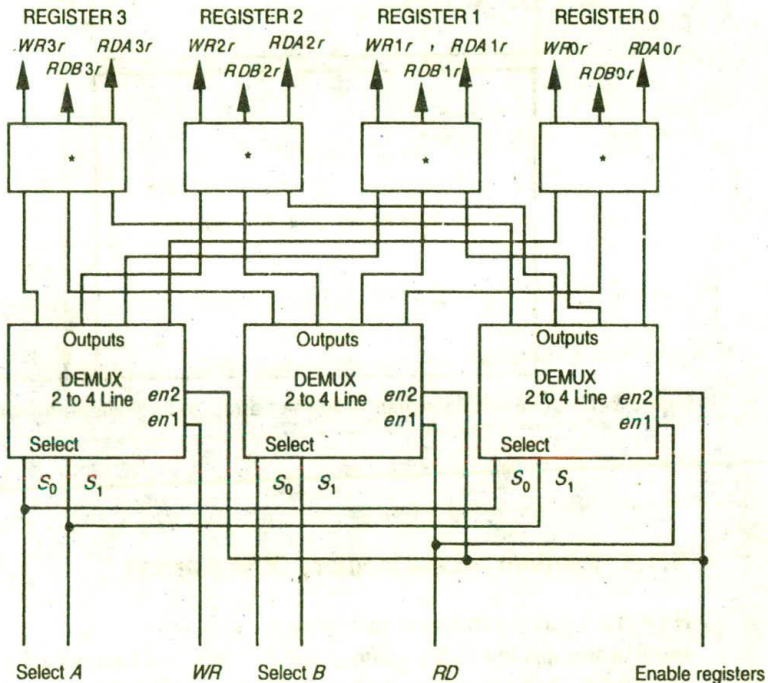 REGISTER 3 REGISTER 2 REGISTER 1 REGISTER 0
WR3r RDA3r WR2r RDA2r WR1r , RDA1r WR0r RDA0r
RDB3r RDB2r RDB1r RDB0r
* * * *
Outputs Outputs Outputs
DEMUX DEMUX DEMUX
2 to 4 Line en2 2 to 4 Line en2 2 to 4 Line en2
en1 en1 en1
Select Select Select
S₀ S₁ S₀ S₁ S₀ S₁
Select A WR Select B RD Enable registers